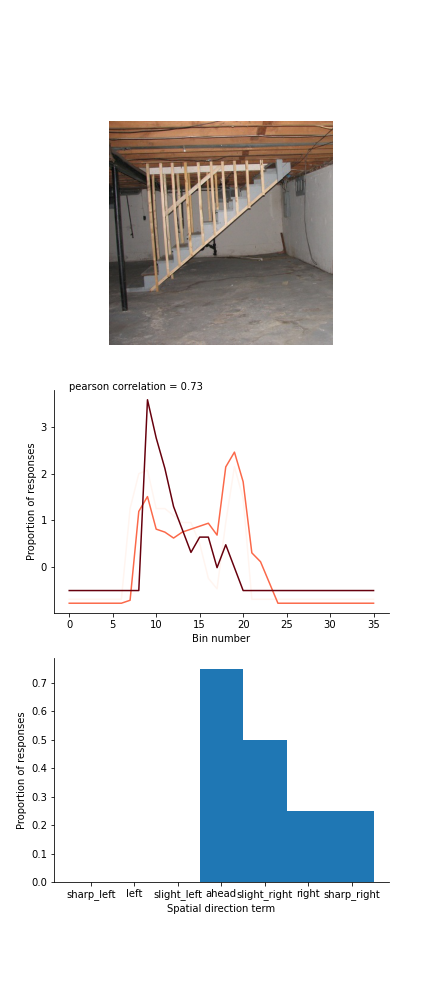 pearson correlation = 0.73
Proportion of responses
3
2
1
0
0 5 10 15 20 25 30 35
Bin number
Proportion of responses
0.7
0.6
0.5
0.4
0.3
0.2
0.1
0.0
sharp_left left slight_left ahead slight_right right sharp_right
Spatial direction term